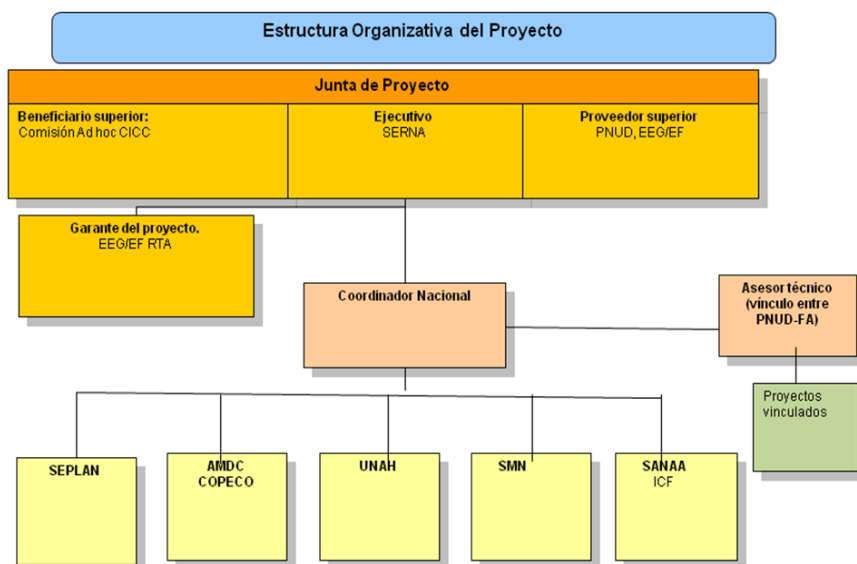 Estructura Organizativa del Proyecto
Junta de Proyecto
Beneficiario superior:
Comisión Ad hoc CICC
Ejecutivo
SERNA
Proveedor superior
PNUD, EEG/EF
Garante del proyecto.
EEG/EF RTA
Coordinador Nacional
Asesor técnico
(vínculo entre
PNUD-FA)
Proyectos
vinculados
SEPLAN
AMDC
COPECO
UNAH
SMN
SANAA
ICF